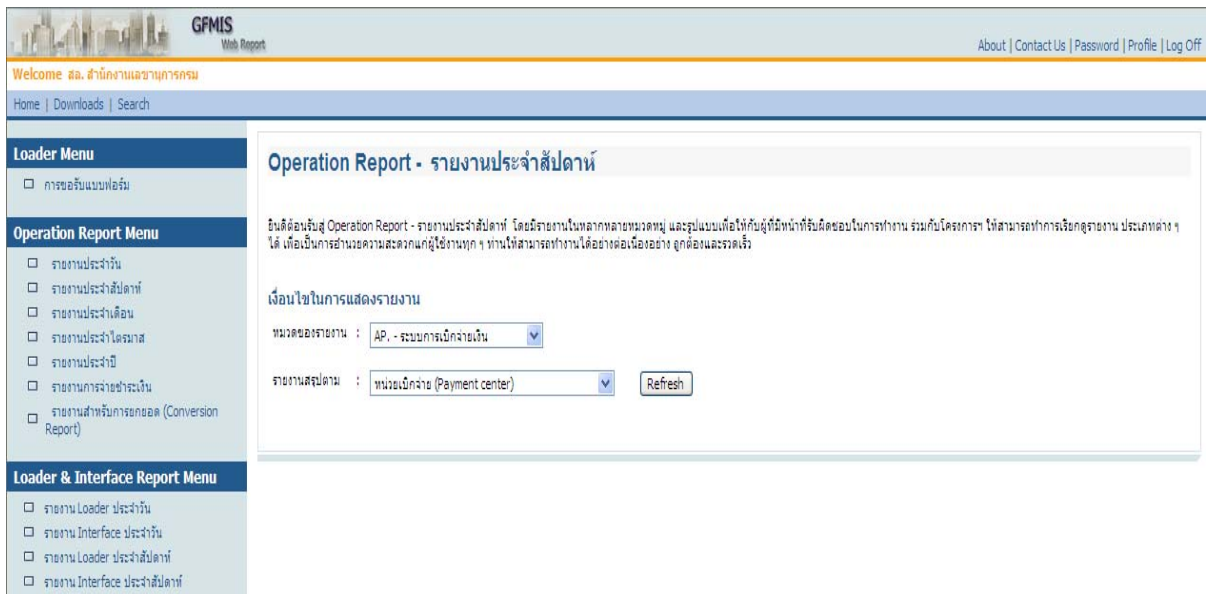 GFMIS
Web Report
About | Contact Us | Password | Profile | Log Off
Welcome สอ. สำนักงานเลขานุการกรม
Home | Downloads | Search
Loader Menu
การขอรับแบบฟอร์ม
Operation Report Menu
รายงานประจำวัน
รายงานประจำสัปดาห์
รายงานประจำเดือน
รายงานประจำไตรมาส
รายงานประจำปี
รายงานการจ่ายชำระเงิน
รายงานสำหรับการยกยอด (Conversion
Report)
Loader & Interface Report Menu
รายงาน Loader ประจำวัน
รายงาน Interface ประจำวัน
รายงาน Loader ประจำสัปดาห์
รายงาน Interface ประจำสัปดาห์
Operation Report - รายงานประจำสัปดาห์
ยินดีต้อนรับสู่ Operation Report - รายงานประจำสัปดาห์ โดยมีรายงานในหลากหลายหมวดหมู่ และรูปแบบเพื่อให้กับผู้ที่มีหน้าที่รับผิดชอบในการทำงาน ร่วมกับโครงการฯ ให้สามารถทำการเรียกดูรายงาน ประเภทต่าง ๆ
ได้ เพื่อเป็นการอำนวยความสะดวกแก่ผู้ใช้งานทุก ๆ ท่านให้สามารถทำงานได้อย่างต่อเนื่องอย่าง ถูกต้องและรวดเร็ว
เงื่อนไขในการแสดงรายงาน
หมวดของรายงาน : AP. - ระบบการเบิกจ่ายเงิน
รายงานสรุปตาม : หน่วยเบิกจ่าย (Payment center) Refresh